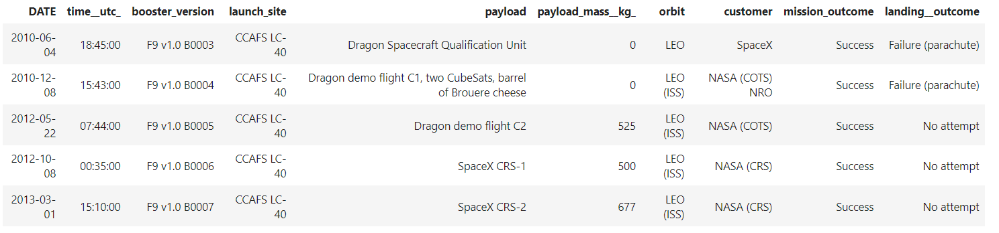 DATE time__utc_ booster_version launch_site payload payload_mass__kg_ orbit customer mission_outcome landing__outcome
2010-06-
04 18:45:00 F9 v1.0 B0003 CCAFS LC-
40 Dragon Spacecraft Qualification Unit 0 LEO SpaceX Success Failure (parachute)
2010-12-
08 15:43:00 F9 v1.0 B0004 CCAFS LC-
40 Dragon demo flight C1, two CubeSats, barrel
of Brouere cheese 0 LEO
(ISS) NASA (COTS)
NRO Success Failure (parachute)
2012-05-
22 07:44:00 F9 v1.0 B0005 CCAFS LC-
40 Dragon demo flight C2 525 LEO
(ISS) NASA (COTS) Success No attempt
2012-10-
08 00:35:00 F9 v1.0 B0006 CCAFS LC-
40 SpaceX CRS-1 500 LEO
(ISS) NASA (CRS) Success No attempt
2013-03-
01 15:10:00 F9 v1.0 B0007 CCAFS LC-
40 SpaceX CRS-2 677 LEO
(ISS) NASA (CRS) Success No attempt